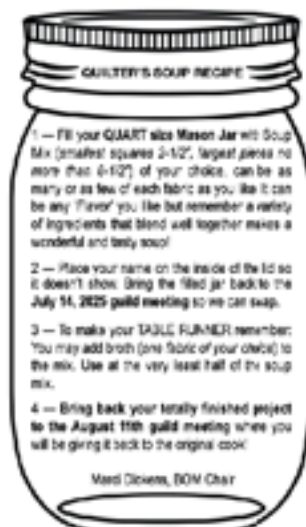 QUILTER'S SOUP RECIPE
1 — Fill your QUART size Mason Jar with Soup
Mix (smallest squares 2-1/2", largest pieces no
more than 6-1/2") of your choice, can be as
many or as few of each fabric as you like It can
be any 'Flavor' you like but remember a variety
of ingredients that blend well together makes a
wonderful and tasty soup!
2 — Place your name on the inside of the lid so
it doesn't show. Bring the filled jar back to the
July 14, 2025 guild meeting so we can swap.
3 — To make your TABLE RUNNER remember:
You may add broth (one fabric of your choice) to
the mix. Use at the very least half of the soup
mix.
4 — Bring back your totally finished project
to the August 11th guild meeting where you
will be giving it back to the original cook!
Mardi Dickens, BOM Chair